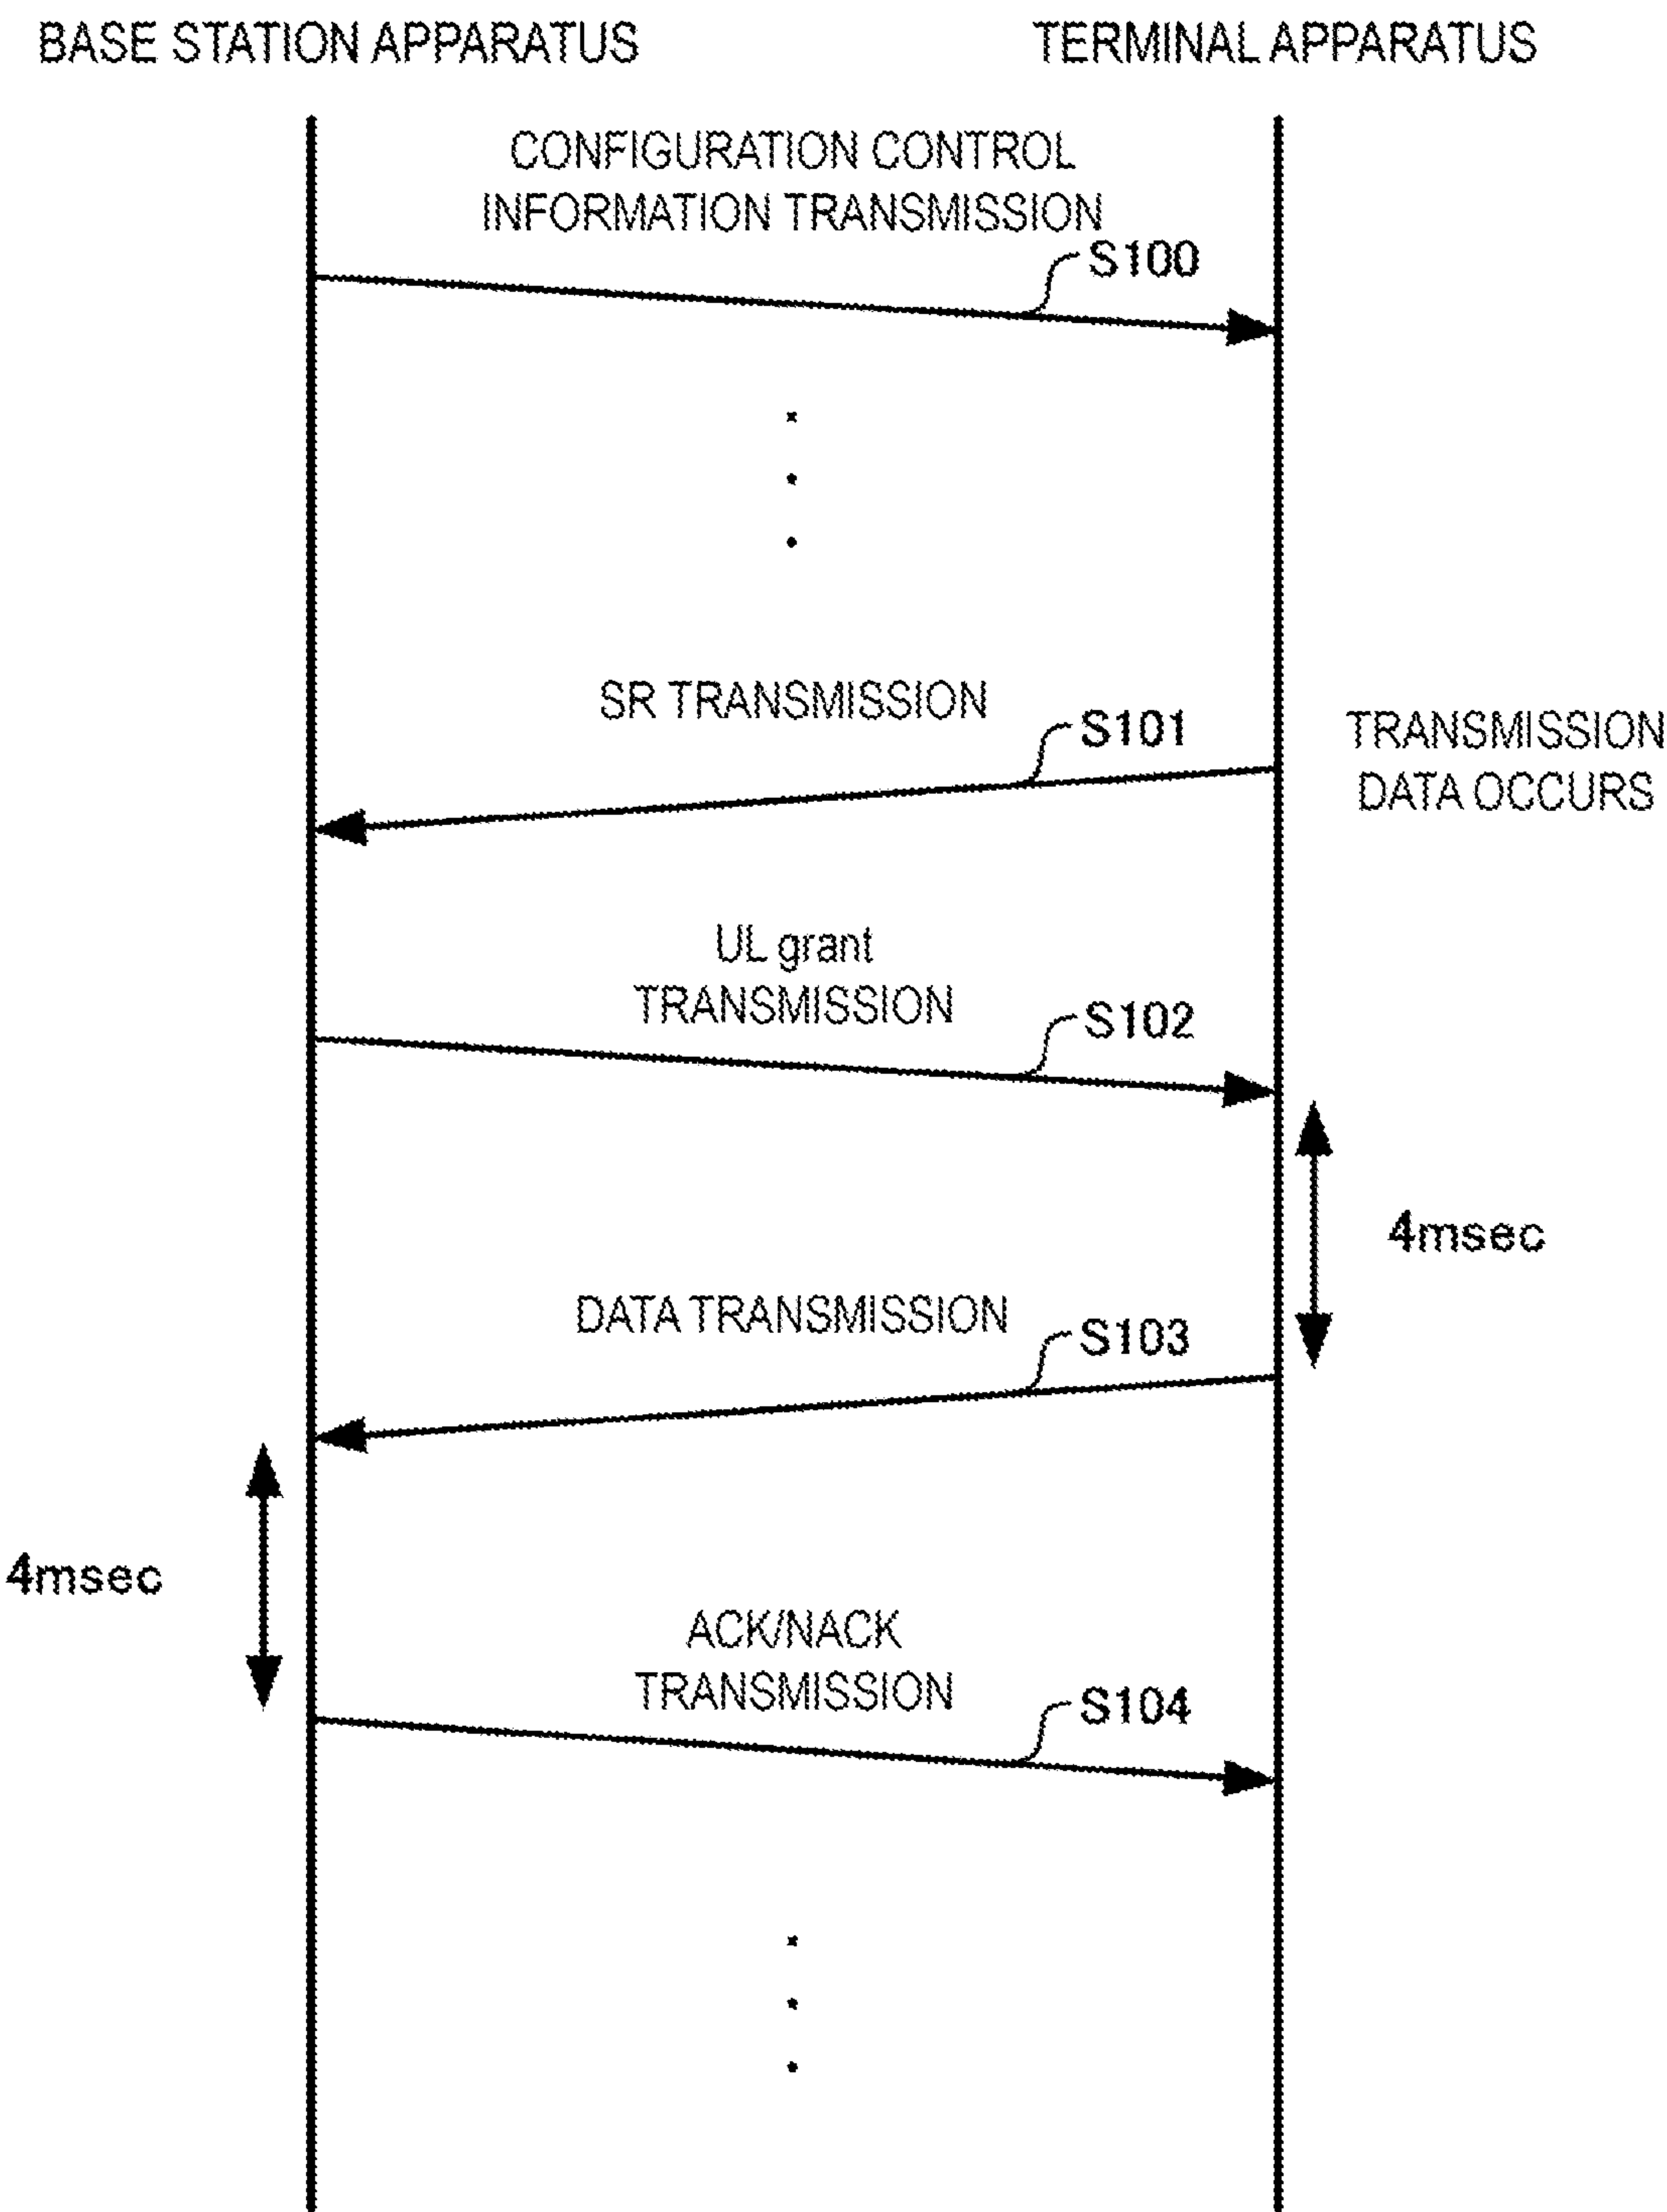 BASE STATION APPARATUS
TERMINAL APPARATUS
CONFIGURATION CONTROL
INFORMATION TRANSMISSION
S100
SR TRANSMISSION
S101
TRANSMISSION
DATA OCCURS
UL grant
TRANSMISSION
S102
4msec
DATA TRANSMISSION
S103
4msec
ACK/NACK
TRANSMISSION
S104